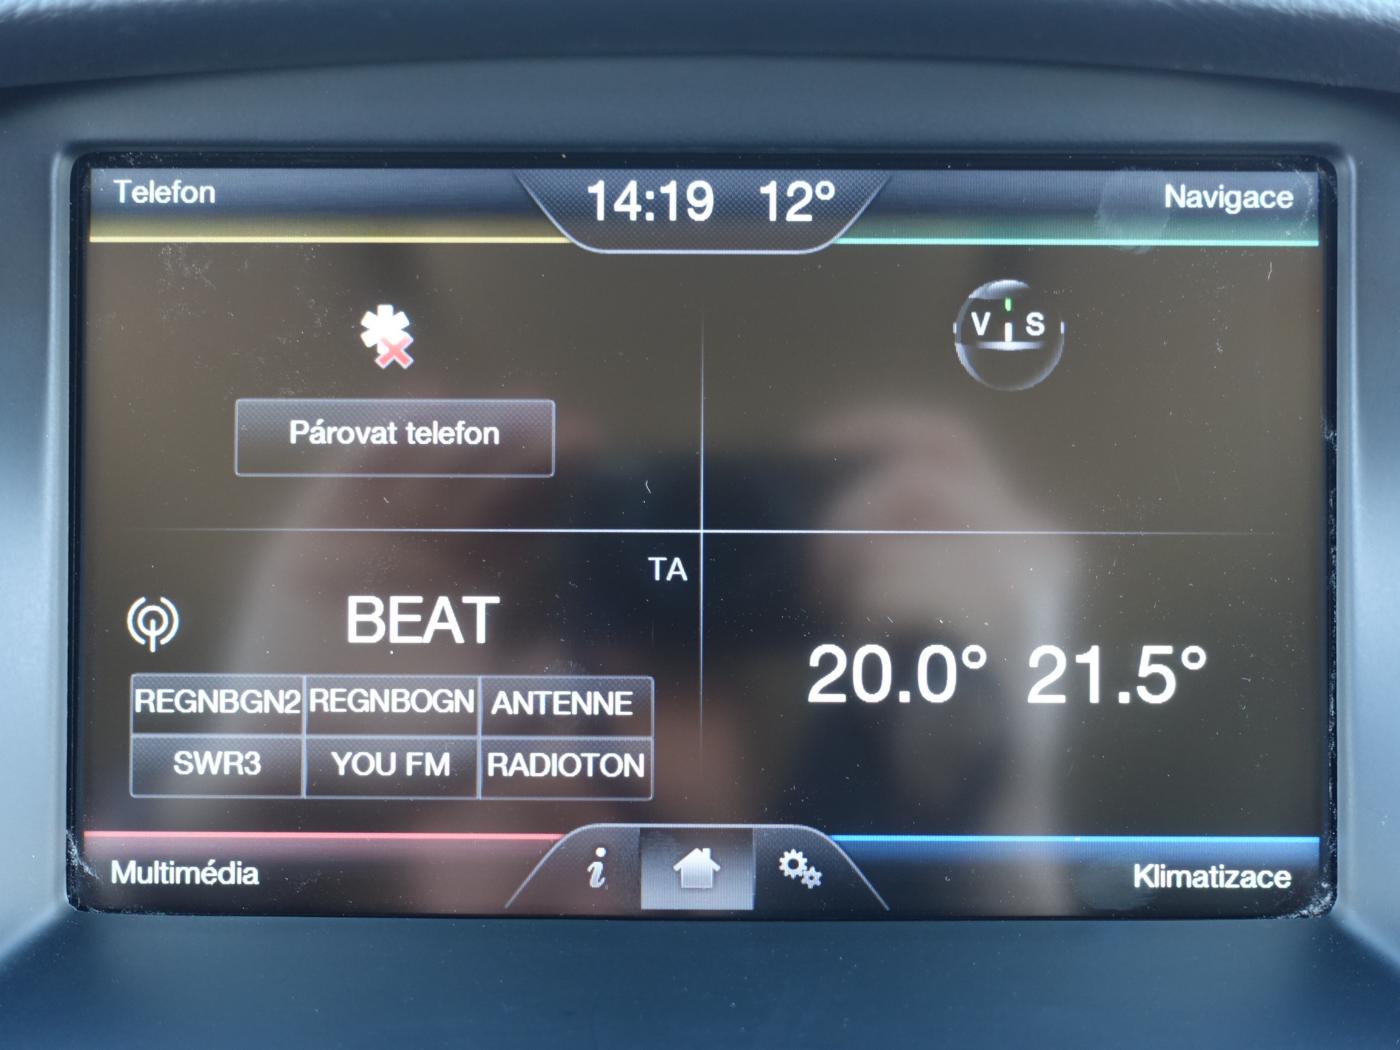 Telefon
14:19 12º
Navigace
V S
Párovat telefon
TA
BEAT
REGNBGN2 REGNBOGN ANTENNE
SWR3 YOU FM RADIOTON
20.0° 21.5°
Multimédia
i
Klimatizace